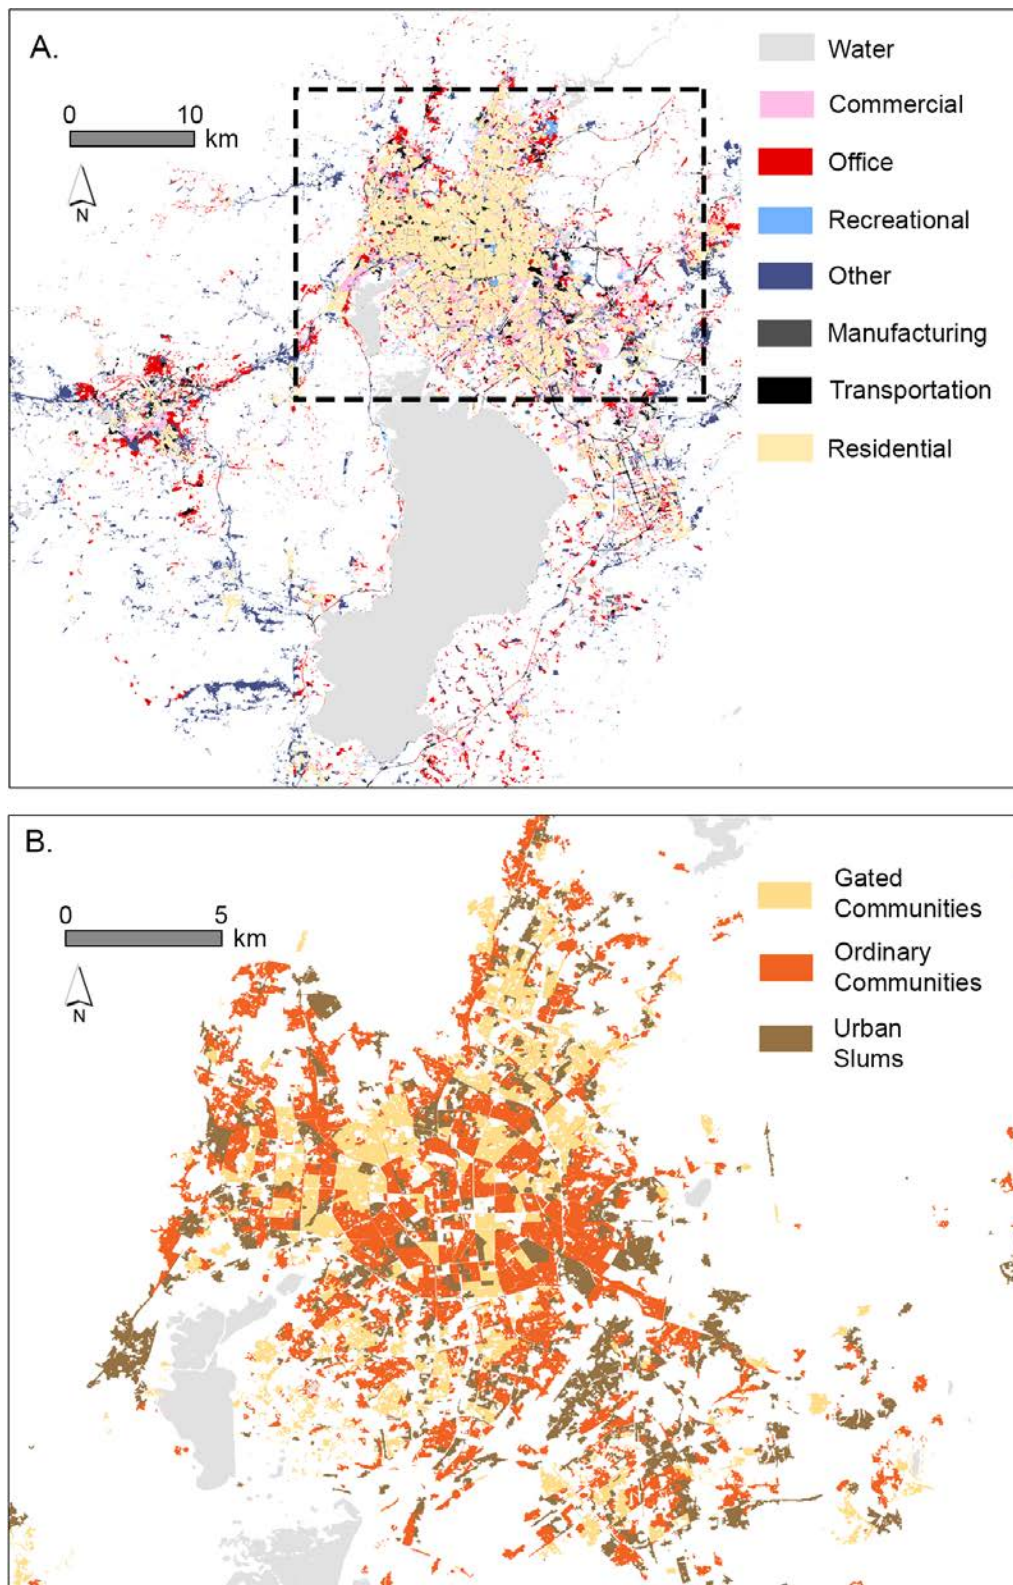 A.
0 10
km
N
Water
Commercial
Office
Recreational
Other
Manufacturing
Transportation
Residential
B.
0 5
km
N
Gated
Communities
Ordinary
Communities
Urban
Slums